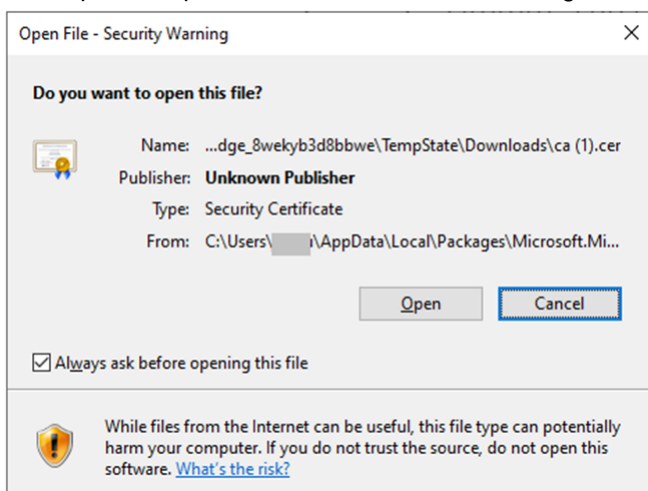 Open File - Security Warning
Do you want to open this file?
Name: ...dge_8wekyb3d8bbwe\TempState\Downloads\ca (1).cer
Publisher: Unknown Publisher
Type: Security Certificate
From: C:\Users\ \AppData\Local\Packages\Microsoft.Mi...
Open Cancel
Always ask before opening this file
While files from the Internet can be useful, this file type can potentially
harm your computer. If you do not trust the source, do not open this
software. What's the risk?